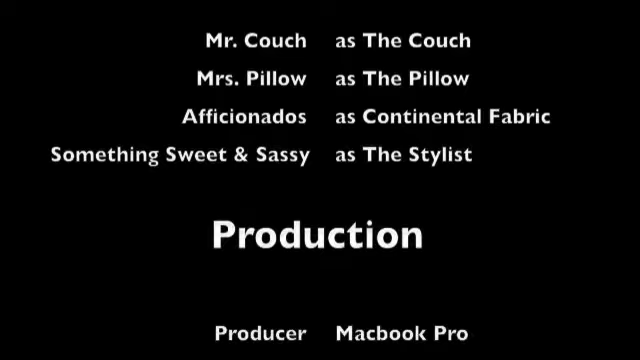 Mr. Couch as The Couch
Mrs. Pillow as The Pillow
Afficionados as Continental Fabric
Something Sweet & Sassy as The Stylist
Production
Producer Macbook Pro